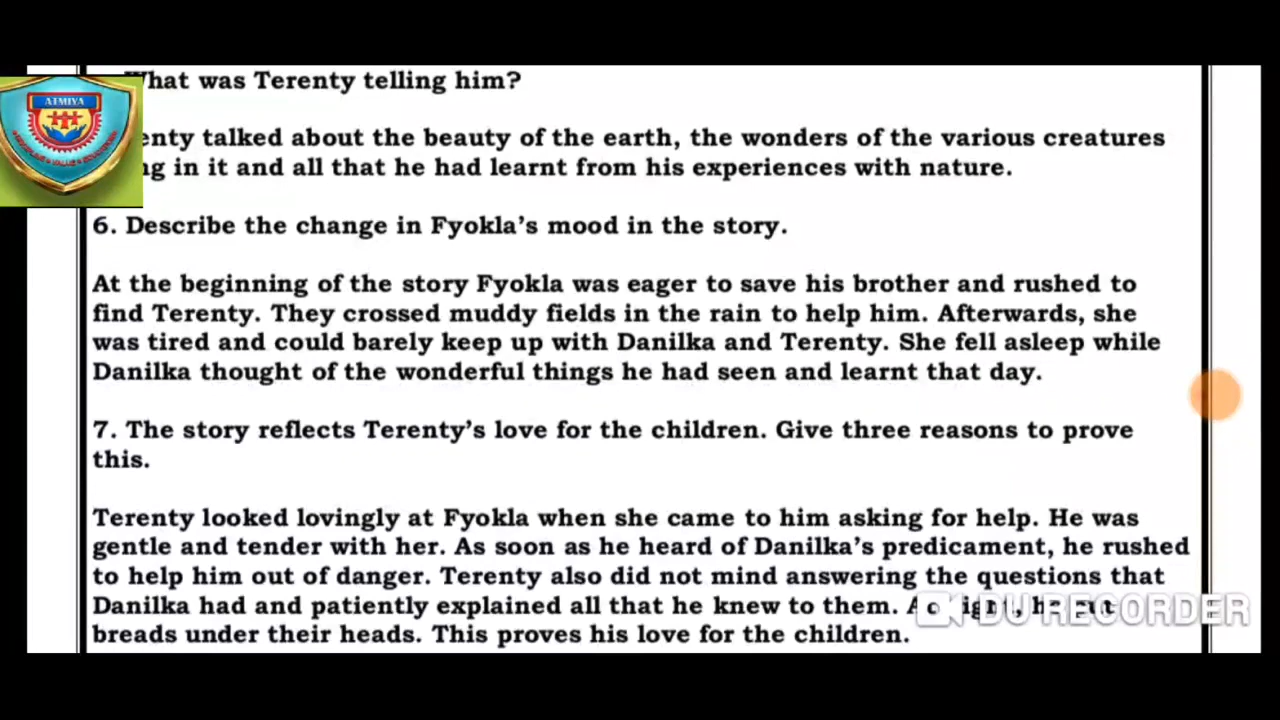 What was Terenty telling him?
ATMIYA
enty talked about the beauty of the earth, the wonders of the various creatures
ng in it and all that he had learnt from his experiences with nature.
6. Describe the change in Fyokla's mood in the story.
At the beginning of the story Fyokla was eager to save his brother and rushed to
find Terenty. They crossed muddy fields in the rain to help him. Afterwards, she
was tired and could barely keep up with Danilka and Terenty. She fell asleep while
Danilka thought of the wonderful things he had seen and learnt that day.
7. The story reflects Terenty's love for the children. Give three reasons to prove
this.
Terenty looked lovingly at Fyokla when she came to him asking for help. He was
gentle and tender with her. As soon as he heard of Danilka's predicament, he rushed
to help him out of danger. Terenty also did not mind answering the questions that
Danilka had and patiently explained all that he knew to them. he
DU RECORDER
breads under their heads. This proves his love for the children.